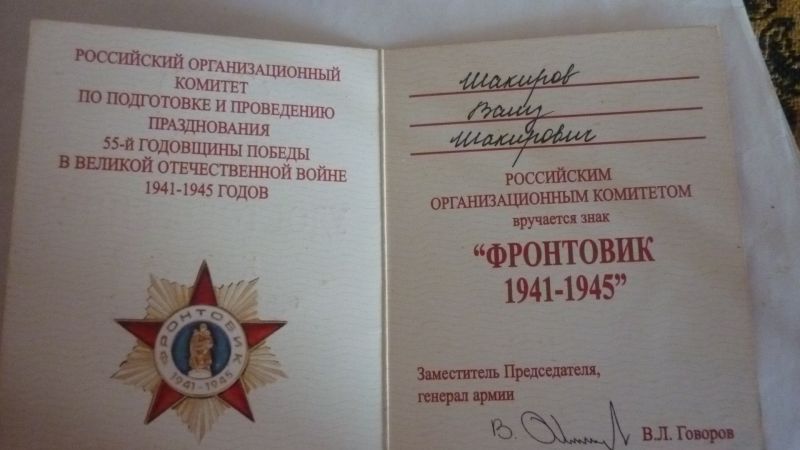 РОССИЙСКИЙ ОРГАНИЗАЦИОННЫЙ
КОМИТЕТ
ПО ПОДГОТОВКЕ И ПРОВЕДЕНИЮ
ПРАЗДНОВАНИЯ
55-й ГОДОВЩИНЫ ПОБЕДЫ
В ВЕЛИКОЙ ОТЕЧЕСТВЕННОЙ ВОЙНЕ
1941-1945 ГОДОВ
ФРОНТОВИК
1941-1945
Шакиров
Вали
Шакирович
РОССИЙСКИМ
ОРГАНИЗАЦИОННЫМ КОМИТЕТОМ
вручается знак
“ФРОНТОВИК
1941-1945”
Заместитель Председателя,
генерал армии
В.Л. Говоров